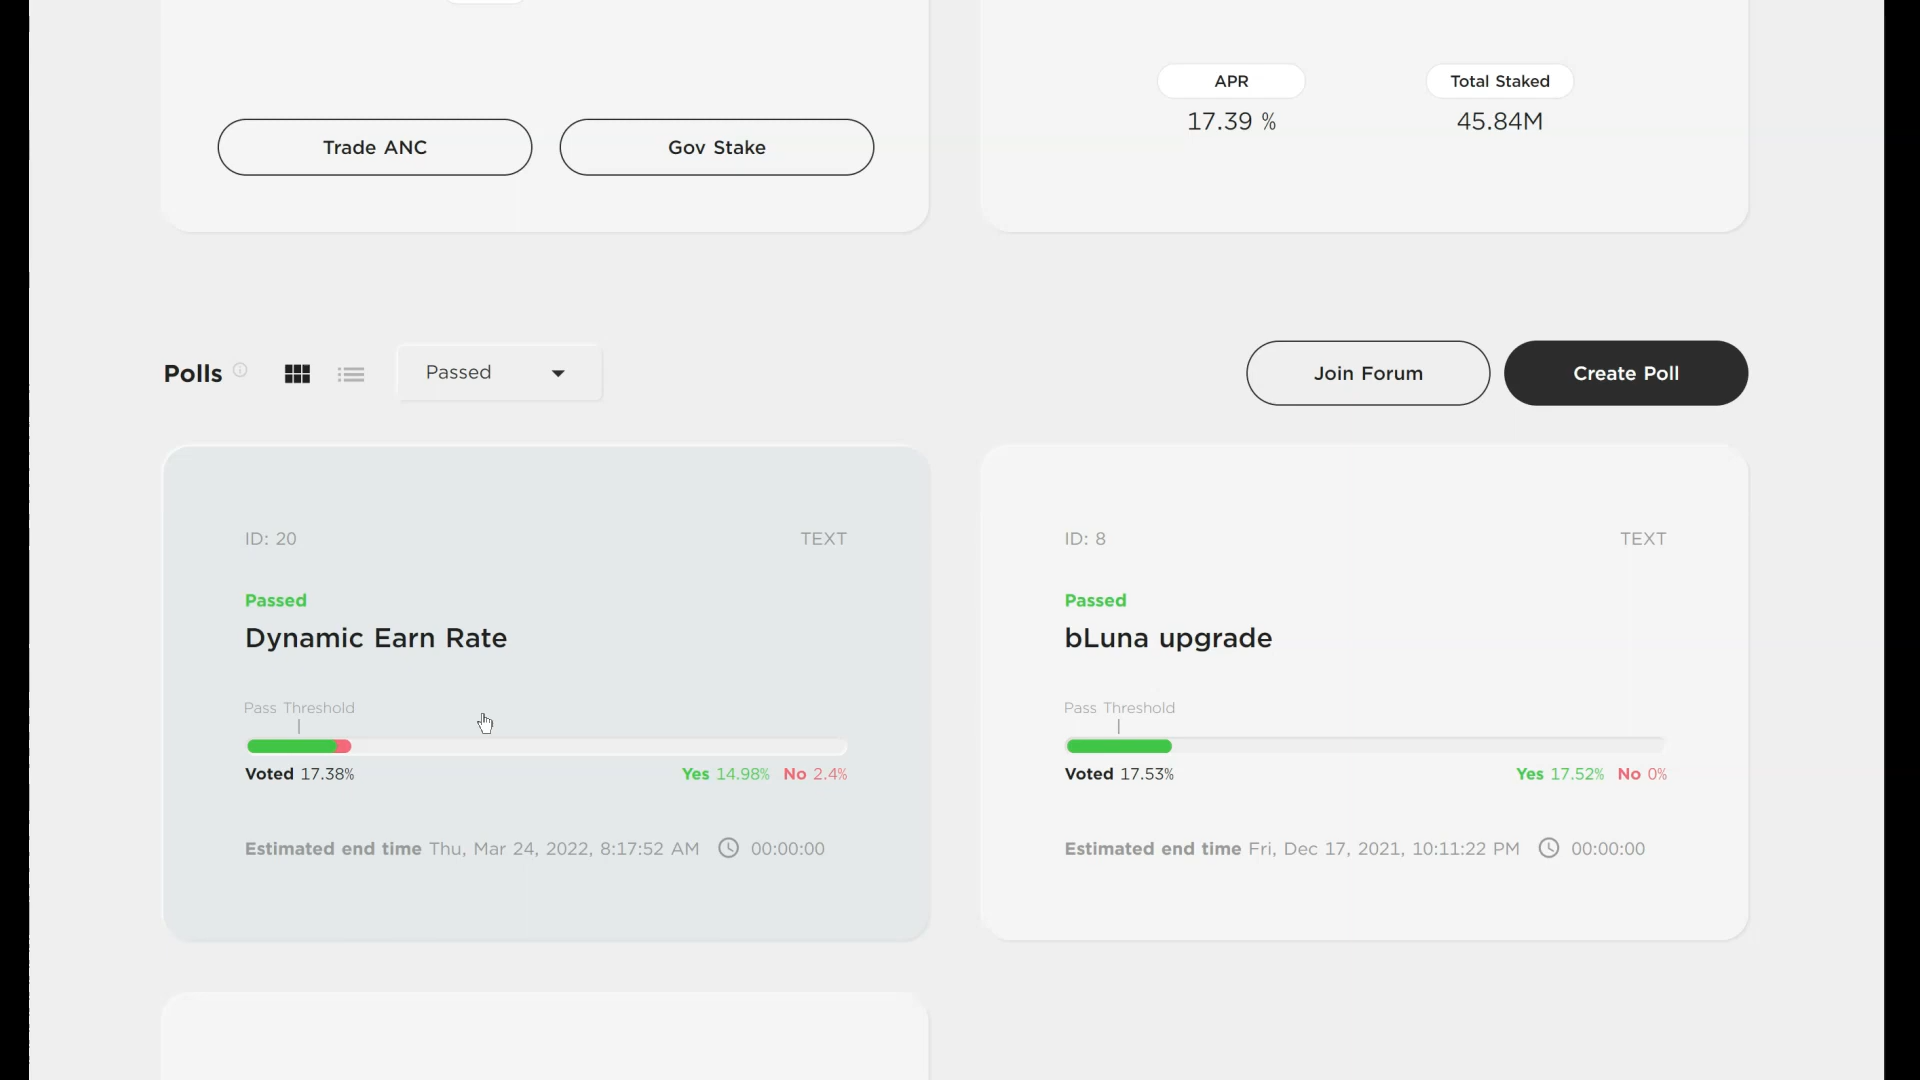 APR
Total Staked
17.39 %
45.84M
Trade ANC
Gov Stake
Polls
Passed
Join Forum
Create Poll
ID: 20
TEXT
Passed
Dynamic Earn Rate
Pass Threshold
Voted 17.38%
Yes 14.98% No 2.4%
Estimated end time Thu, Mar 24, 2022, 8:17:52 AM 00:00:00
ID: 8
TEXT
Passed
bLuna upgrade
Pass Threshold
Voted 17.53%
Yes 17.52% No 0%
Estimated end time Fri, Dec 17, 2021, 10:11:22 PM 00:00:00